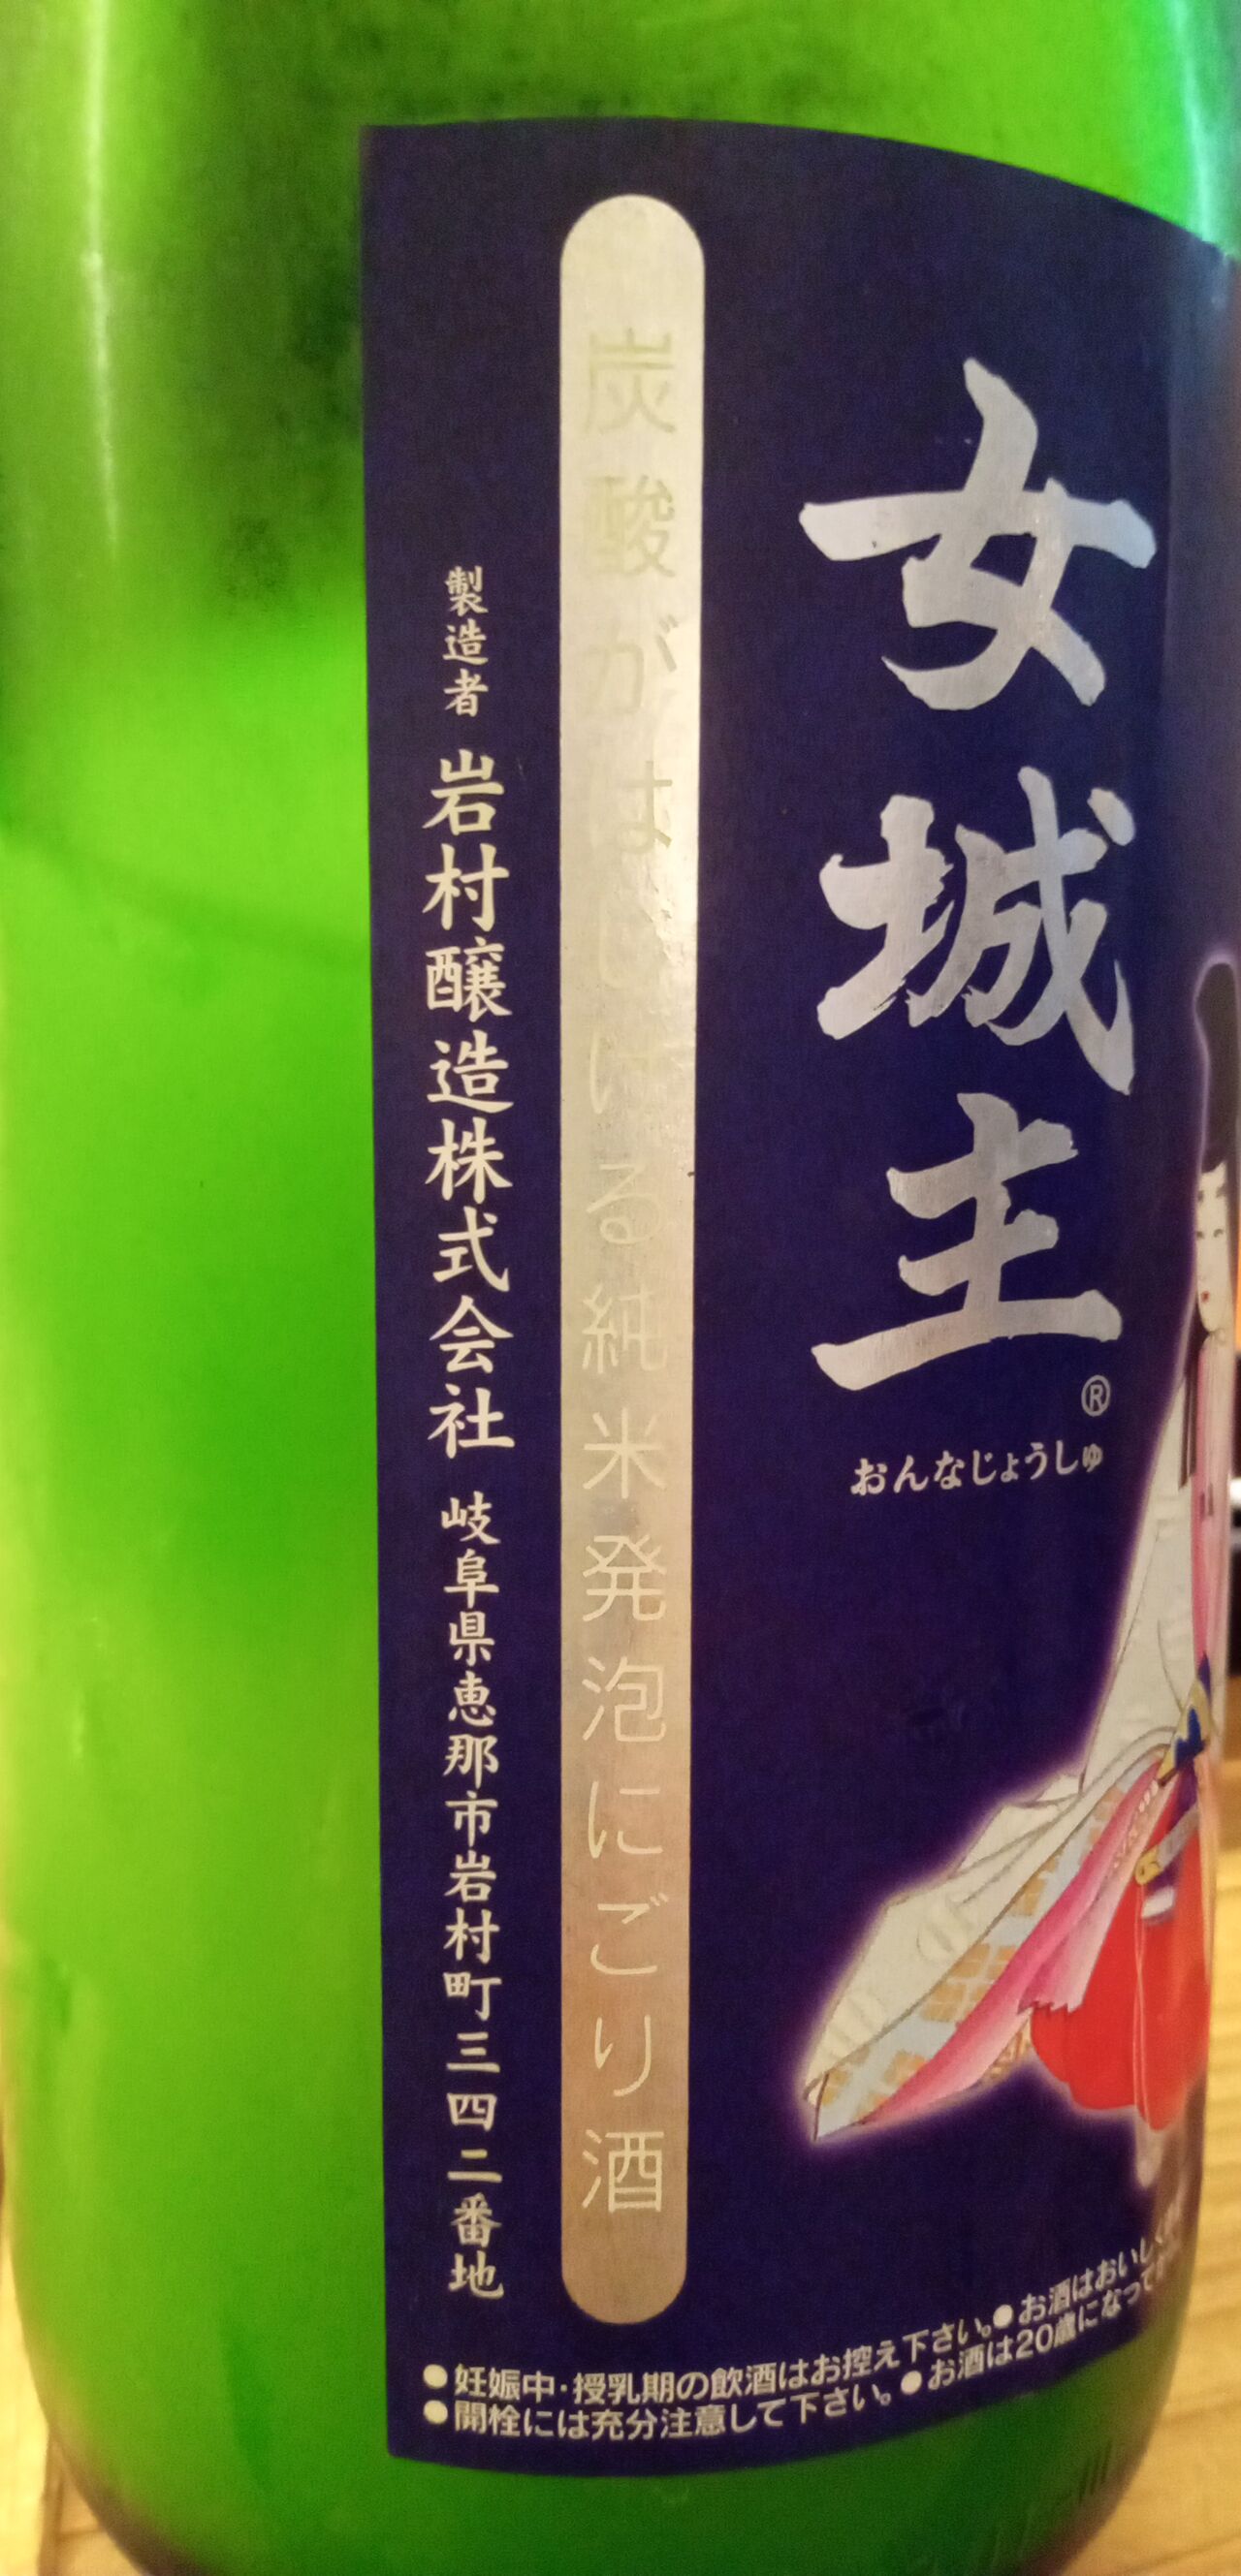 女城主®
おんなじょうしゅ
炭酸がはじける純米発泡にごり酒
製造者 岩村醸造株式会社 岐阜県恵那市岩村町三四二番地
●妊娠中・授乳期の飲酒はお控え下さい。●お酒はおいし
●開栓には充分注意して下さい。●お酒は20歳になって